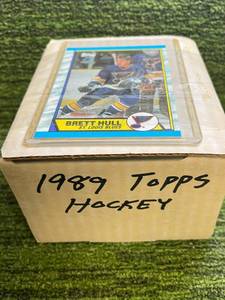 BRETT HULL
ST. LOUIS BLUES
1989 TOPPS
HOCKEY